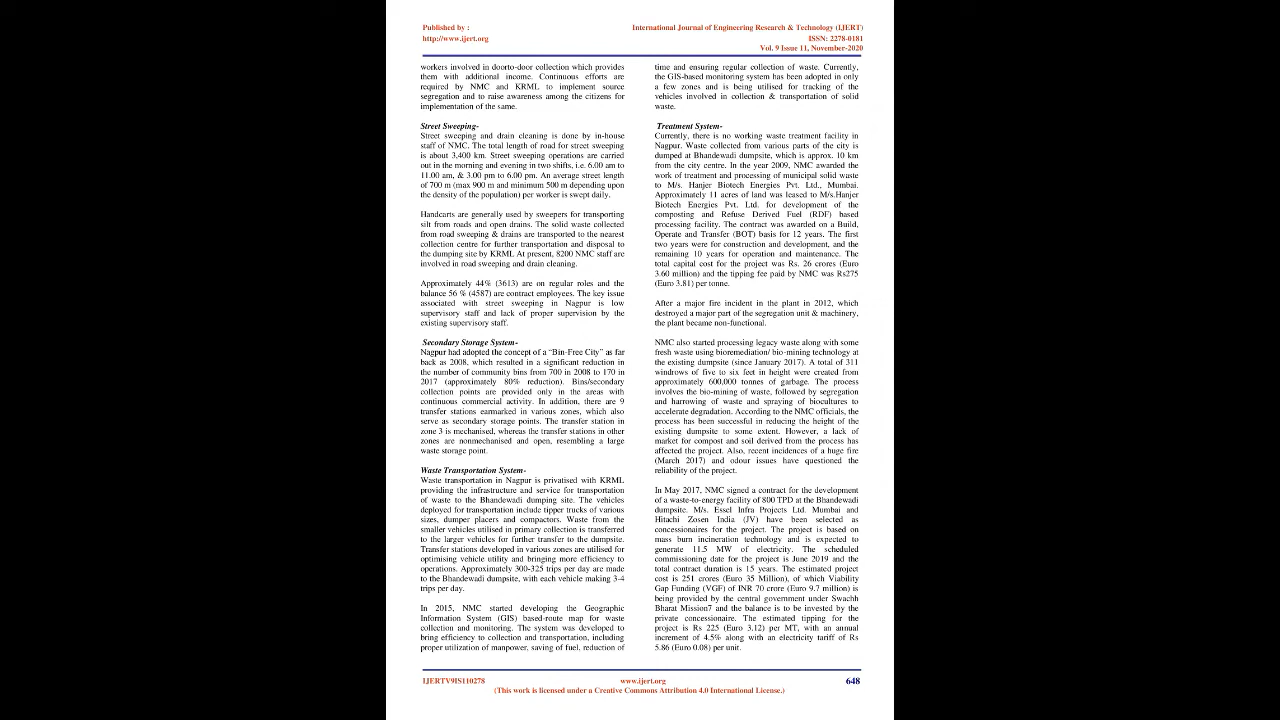 Published by :
http://www.ijert.org
International Journal of Engineering Research & Technology (IJERT)
ISSN: 2278-0181
Vol. 9 Issue 11, November-2020
workers involved in doorto-door collection which provides
them with additional income. Continuous efforts are
required by NMC and KRML to implement source
segregation and to raise awareness among the citizens for
implementation of the same.
Street Sweeping-
Street sweeping and drain cleaning is done by in-house
staff of NMC. The total length of road for street sweeping
is about 3,400 km. Street sweeping operations are carried
out in the morning and evening in two shifts, i.e. 6.00 am to
11.00 am, & 3.00 pm to 6.00 pm. An average street length
of 700 m (max 900 m and minimum 500 m depending upon
the density of the population) per worker is swept daily.
Handcarts are generally used by sweepers for transporting
silt from roads and open drains. The solid waste collected
from road sweeping & drains are transported to the nearest
collection centre for further transportation and disposal to
the dumping site by KRML At present, 8200 NMC staff are
involved in road sweeping and drain cleaning.
Approximately 44% (3613) are on regular roles and the
balance 56 % (4587) are contract employees. The key issue
associated with street sweeping in Nagpur is low
supervisory staff and lack of proper supervision by the
existing supervisory staff.
Secondary Storage System-
Nagpur had adopted the concept of a “Bin-Free City” as far
back as 2008, which resulted in a significant reduction in
the number of community bins from 700 in 2008 to 170 in
2017 (approximately 80% reduction). Bins/secondary
collection points are provided only in the areas with
continuous commercial activity. In addition, there are 9
transfer stations earmarked in various zones, which also
serve as secondary storage points. The transfer station in
zone 3 is mechanised, whereas the transfer stations in other
zones are nonmechanised and open, resembling a large
waste storage point.
Waste Transportation System-
Waste transportation in Nagpur is privatised with KRML
providing the infrastructure and service for transportation
of waste to the Bhandewadi dumping site. The vehicles
deployed for transportation include tipper trucks of various
sizes, dumper placers and compactors. Waste from the
smaller vehicles utilised in primary collection is transferred
to the larger vehicles for further transfer to the dumpsite.
Transfer stations developed in various zones are utilised for
optimising vehicle utility and bringing more efficiency to
operations. Approximately 300-325 trips per day are made
to the Bhandewadi dumpsite, with each vehicle making 3-4
trips per day.
In 2015, NMC started developing the Geographic
Information System (GIS) based-route map for waste
collection and monitoring. The system was developed to
bring efficiency to collection and transportation, including
proper utilization of manpower, saving of fuel, reduction of
time and ensuring regular collection of waste. Currently,
the GIS-based monitoring system has been adopted in only
a few zones and is being utilised for tracking of the
vehicles involved in collection & transportation of solid
waste.
Treatment System-
Currently, there is no working waste treatment facility in
Nagpur. Waste collected from various parts of the city is
dumped at Bhandewadi dumpsite, which is approx. 10 km
from the city centre. In the year 2009, NMC awarded the
work of treatment and processing of municipal solid waste
to M/s. Hanjer Biotech Energies Pvt. Ltd., Mumbai.
Approximately 11 acres of land was leased to M/s.Hanjer
Biotech Energies Pvt. Ltd. for development of the
composting and Refuse Derived Fuel (RDF) based
processing facility. The contract was awarded on a Build,
Operate and Transfer (BOT) basis for 12 years. The first
two years were for construction and development, and the
remaining 10 years for operation and maintenance. The
total capital cost for the project was Rs. 26 crores (Euro
3.60 million) and the tipping fee paid by NMC was Rs275
(Euro 3.81) per tonne.
After a major fire incident in the plant in 2012, which
destroyed a major part of the segregation unit & machinery,
the plant became non-functional.
NMC also started processing legacy waste along with some
fresh waste using bioremediation/ bio-mining technology at
the existing dumpsite (since January 2017). A total of 311
windrows of five to six feet in height were created from
approximately 600,000 tonnes of garbage. The process
involves the bio-mining of waste, followed by segregation
and harrowing of waste and spraying of biocultures to
accelerate degradation. According to the NMC officials, the
process has been successful in reducing the height of the
existing dumpsite to some extent. However, a lack of
market for compost and soil derived from the process has
affected the project. Also, recent incidences of a huge fire
(March 2017) and odour issues have questioned the
reliability of the project.
In May 2017, NMC signed a contract for the development
of a waste-to-energy facility of 800 TPD at the Bhandewadi
dumpsite. M/s. Essel Infra Projects Ltd. Mumbai and
Hitachi Zosen India (JV) have been selected as
concessionaires for the project. The project is based on
mass burn incineration technology and is expected to
generate 11.5 MW of electricity. The scheduled
commissioning date for the project is June 2019 and the
total contract duration is 15 years. The estimated project
cost is 251 crores (Euro 35 Million), of which Viability
Gap Funding (VGF) of INR 70 crore (Euro 9.7 million) is
being provided by the central government under Swachh
Bharat Mission7 and the balance is to be invested by the
private concessionaire. The estimated tipping for the
project is Rs 225 (Euro 3.12) per MT, with an annual
increment of 4.5% along with an electricity tariff of Rs
5.86 (Euro 0.08) per unit.
IJERTV9IS110278
www.ijert.org
648
(This work is licensed under a Creative Commons Attribution 4.0 International License.)